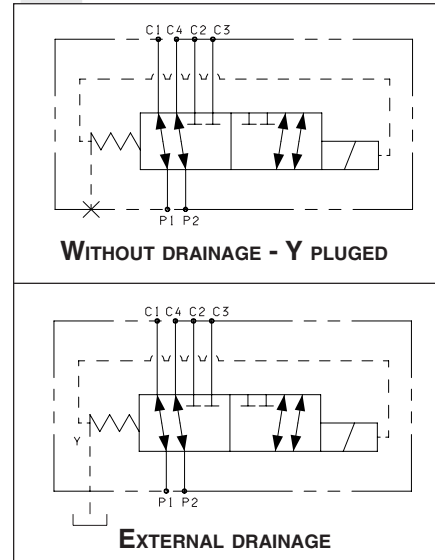 C1 C4 C2 C3
P1 P2
WITHOUT DRAINAGE - Y PLUGED
C1 C4 C2 C3
Y
P1 P2
EXTERNAL DRAINAGE